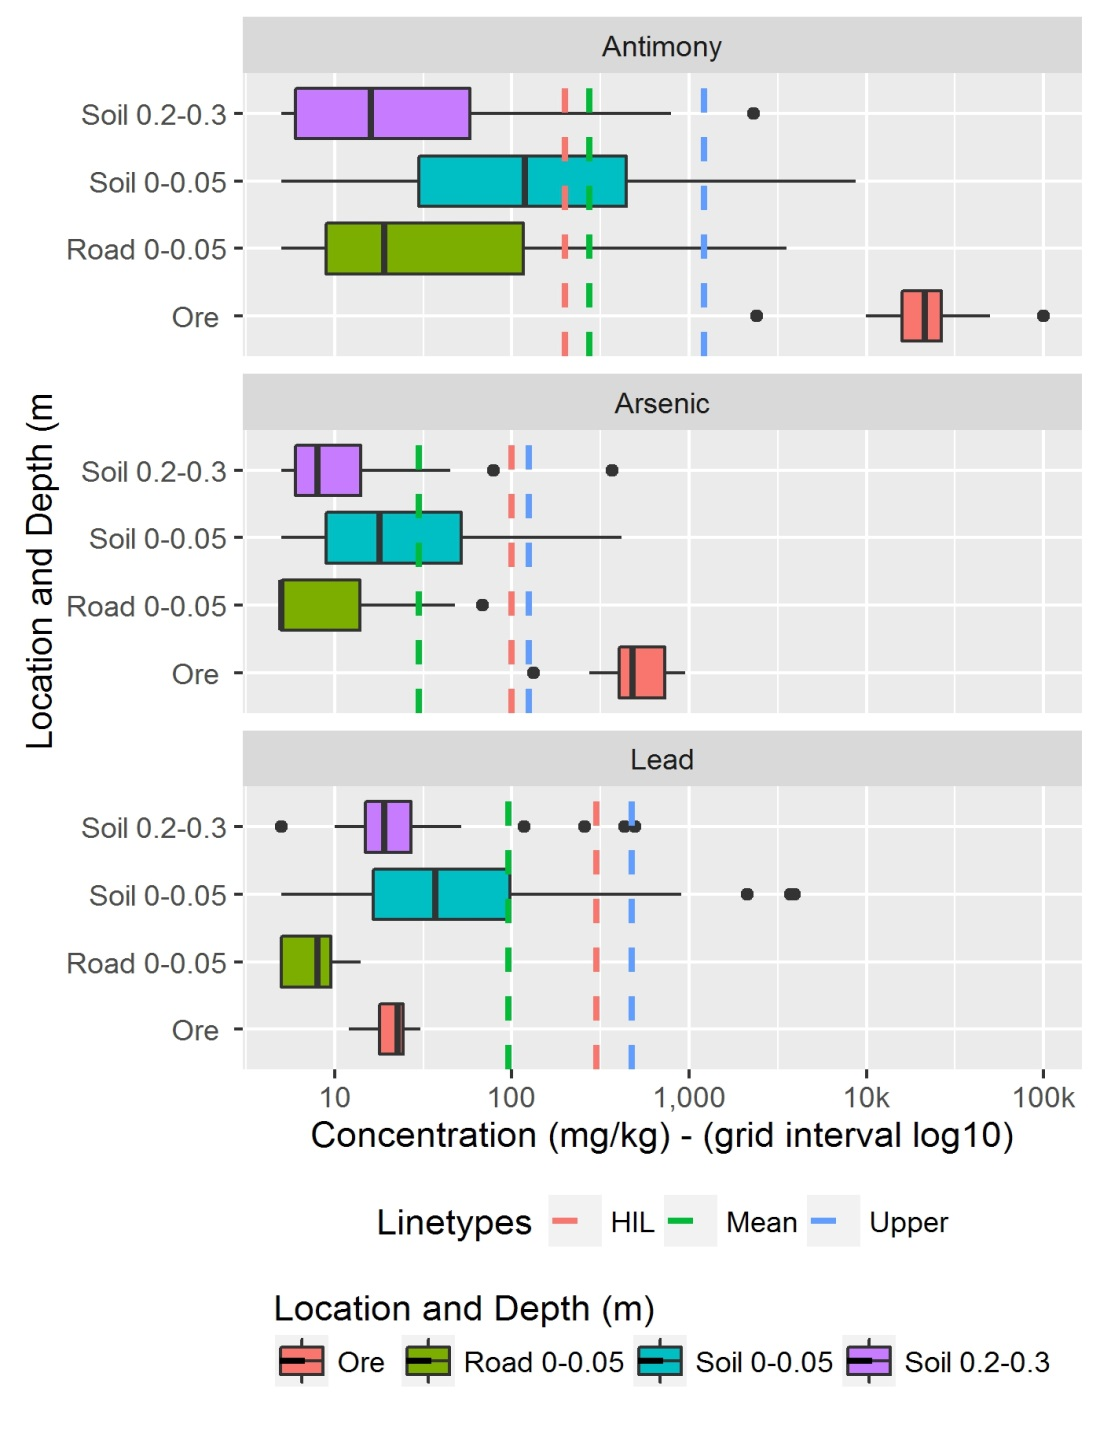 Antimony
Soil 0.2-0.3
Soil 0-0.05
Road 0-0.05
Ore
Arsenic
Soil 0.2-0.3
Soil 0-0.05
Road 0-0.05
Ore
Lead
Soil 0.2-0.3
Soil 0-0.05
Road 0-0.05
Ore
Location and Depth (m
10 100 1,000 10k 100k
Concentration (mg/kg) - (grid interval log10)
Linetypes HIL Mean Upper
Location and Depth (m)
Ore Road 0-0.05 Soil 0-0.05 Soil 0.2-0.3